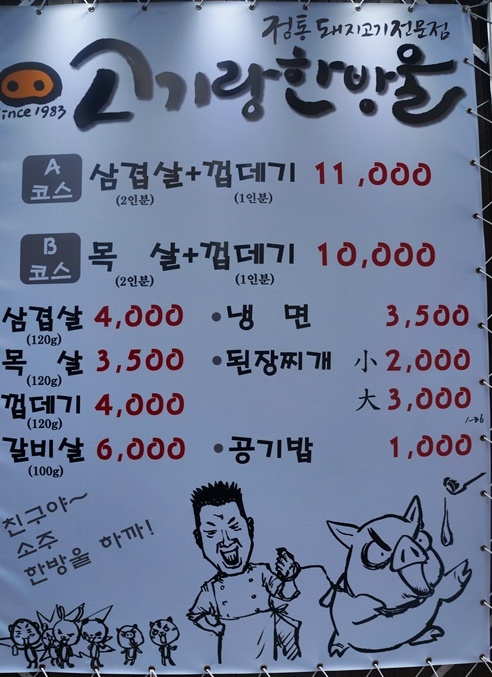 정통 돼지고기 전문점
고기랑한방울
since 1983
A 코스 삼겹살+껍데기 11,000
(2인분) (1인분)
B 코스 목 살+껍데기 10,000
(2인분) (1인분)
삼겹살 4,000 •냉 면 3,500
(120g)
목 살 3,500 •된장찌개 小 2,000
(120g)
껍데기 4,000 大 3,000
(120g)
갈비살 6,000 •공기밥 1,000
(100g)
친구야~
소주
한방울 하까!